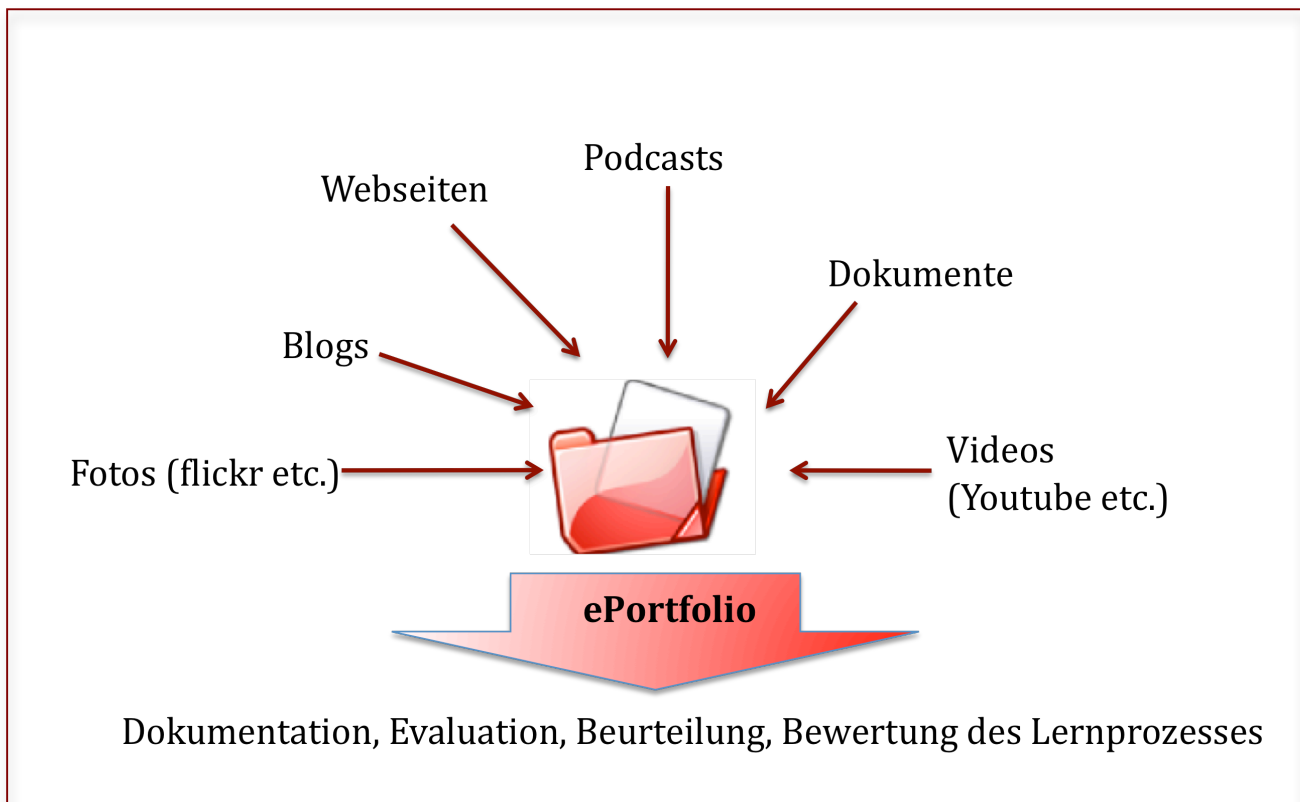 Podcasts
Webseiten
Dokumente
Blogs
Fotos (flickr etc.)
Videos
(Youtube etc.)
ePortfolio
Dokumentation, Evaluation, Beurteilung, Bewertung des Lernprozesses